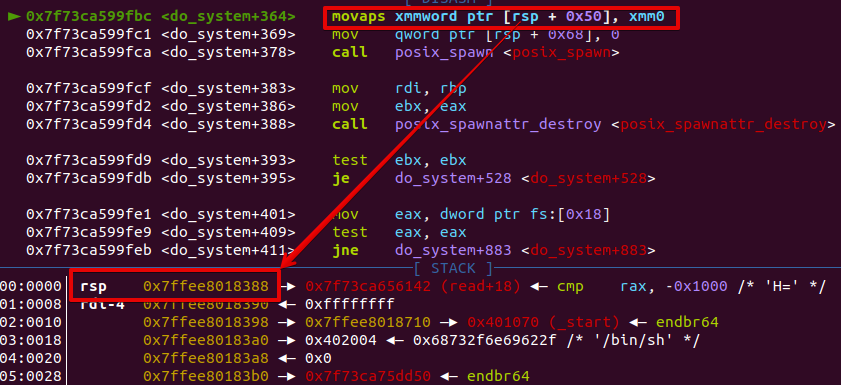 [ DISASM ]
► 0x7f73ca599fbc <do_system+364> movaps xmmword ptr [rsp + 0x50], xmm0
0x7f73ca599fc1 <do_system+369> mov qword ptr [rsp + 0x68], 0
0x7f73ca599fca <do_system+378> call posix_spawn <posix_spawn>
0x7f73ca599fcf <do_system+383> mov rdi, rbp
0x7f73ca599fd2 <do_system+386> mov ebx, eax
0x7f73ca599fd4 <do_system+388> call posix_spawnattr_destroy <posix_spawnattr_destroy>
0x7f73ca599fd9 <do_system+393> test ebx, ebx
0x7f73ca599fdb <do_system+395> je do_system+528 <do_system+528>
0x7f73ca599fe1 <do_system+401> mov eax, dword ptr fs:[0x18]
0x7f73ca599fe9 <do_system+409> test eax, eax
0x7f73ca599feb <do_system+411> jne do_system+883 <do_system+883>
[ STACK ]
00:0000 rsp 0x7ffee8018388 —▸ 0x7f73ca656142 (read+18) ◂— cmp rax, -0x1000 /* 'H=' */
01:0008 rdi-4 0x7ffee8018390 ◂— 0xffffffff
02:0010 0x7ffee8018398 —▸ 0x7ffee8018710 —▸ 0x401070 (_start) ◂— endbr64
03:0018 0x7ffee80183a0 —▸ 0x402004 ◂— 0x68732f6e69622f /* '/bin/sh' */
04:0020 0x7ffee80183a8 ◂— 0x0
05:0028 0x7ffee80183b0 —▸ 0x7f73ca75dd50 ◂— endbr64